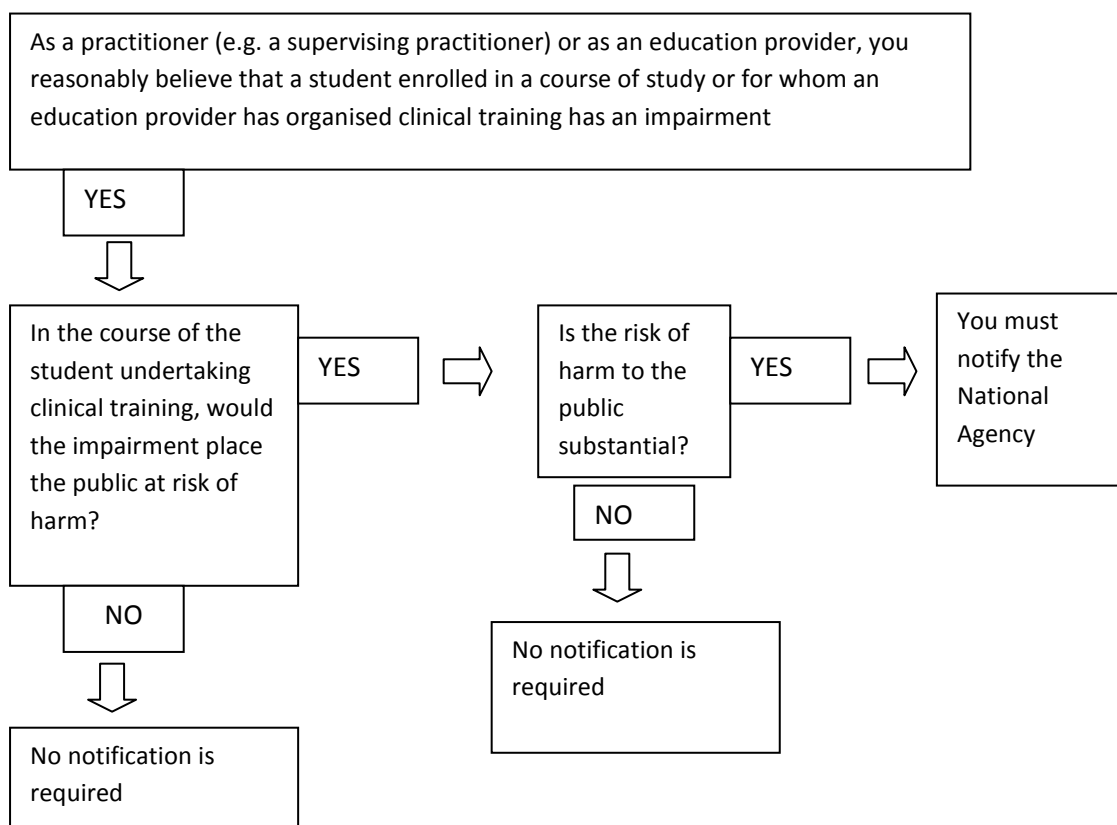 As a practitioner (e.g. a supervising practitioner) or as an education provider, you
reasonably believe that a student enrolled in a course of study or for whom an
education provider has organised clinical training has an impairment
YES
In the course of the
student undertaking
clinical training, would
the impairment place
the public at risk of
harm?
YES
Is the risk of
harm to the
public
substantial?
YES
You must
notify the
National
Agency
NO
No notification is
required
NO
No notification is
required